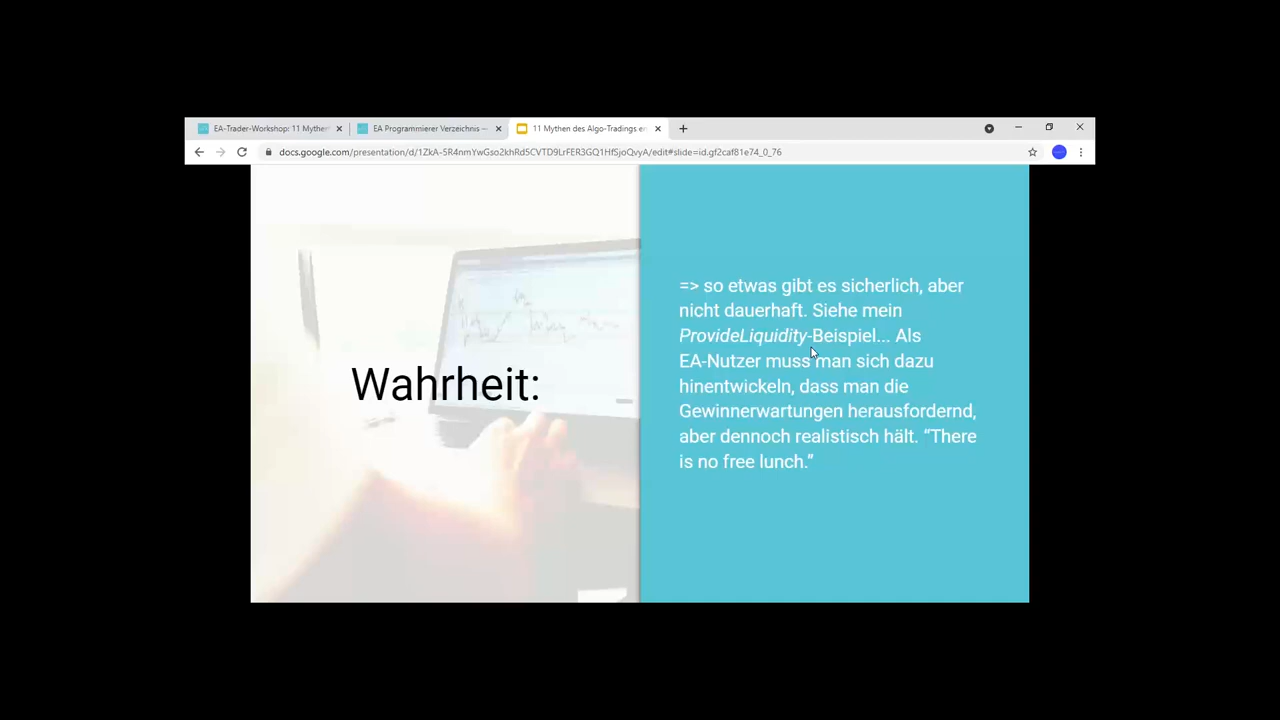 EA-Trader-Workshop: 11 Mythen
EA Programmierer Verzeichnis —
11 Mythen des Algo-Tradings en
docs.google.com/presentation/d/1ZkA-5R4nmYwGso2khRd5CVTD9LrFER3GQ1HfSjoQvyA/edit#slide=id.gf2caf81e74_0_76
Wahrheit:
=> so etwas gibt es sicherlich, aber
nicht dauerhaft. Siehe mein
ProvideLiquidity-Beispiel... Als
EA-Nutzer muss man sich dazu
hinentwickeln, dass man die
Gewinnerwartungen herausfordernd,
aber dennoch realistisch hält. “There
is no free lunch.”